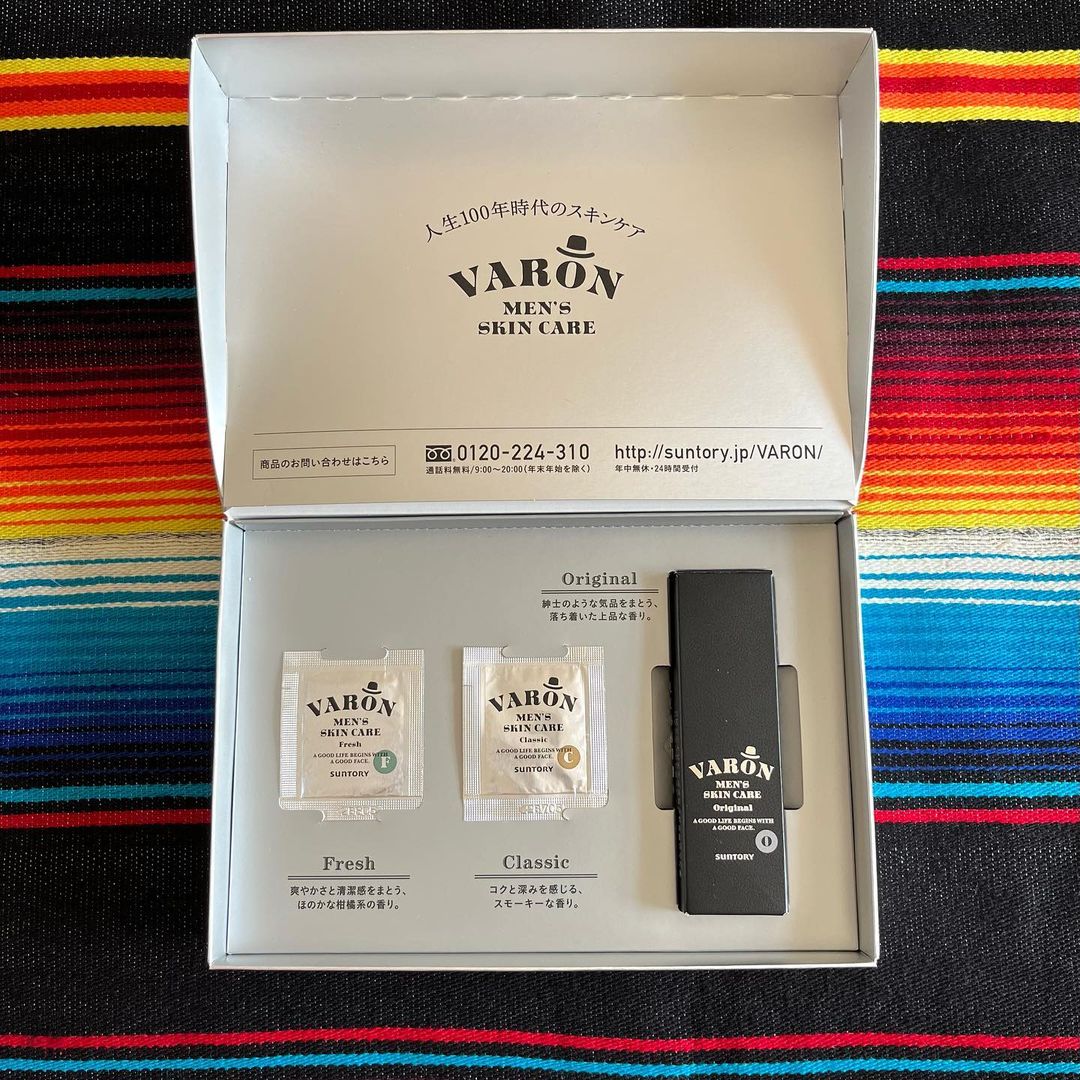 人生100年時代のスキンケア
VARON
MEN'S
SKIN CARE
商品のお問い合わせはこちら
0120-224-310
通話料無料/9:00〜20:00(年末年始を除く)
http://suntory.jp/VARON/
年中無休・24時間受付
Original
紳士のような気品をまとう、
落ち着いた上品な香り。
VARON
MEN'S
SKIN CARE
Fresh
A GOOD LIFE BEGINS WITH
A GOOD FACE.
F
SUNTORY
VARON
MEN'S
SKIN CARE
Classic
A GOOD LIFE BEGINS WITH
A GOOD FACE.
C
SUNTORY
VARON
MEN'S
SKIN CARE
Original
A GOOD LIFE BEGINS WITH
A GOOD FACE.
O
SUNTORY
Fresh
爽やかさと清潔感をまとう、
ほのかな柑橘系の香り。
Classic
コクと深みを感じる、
スモーキーな香り。